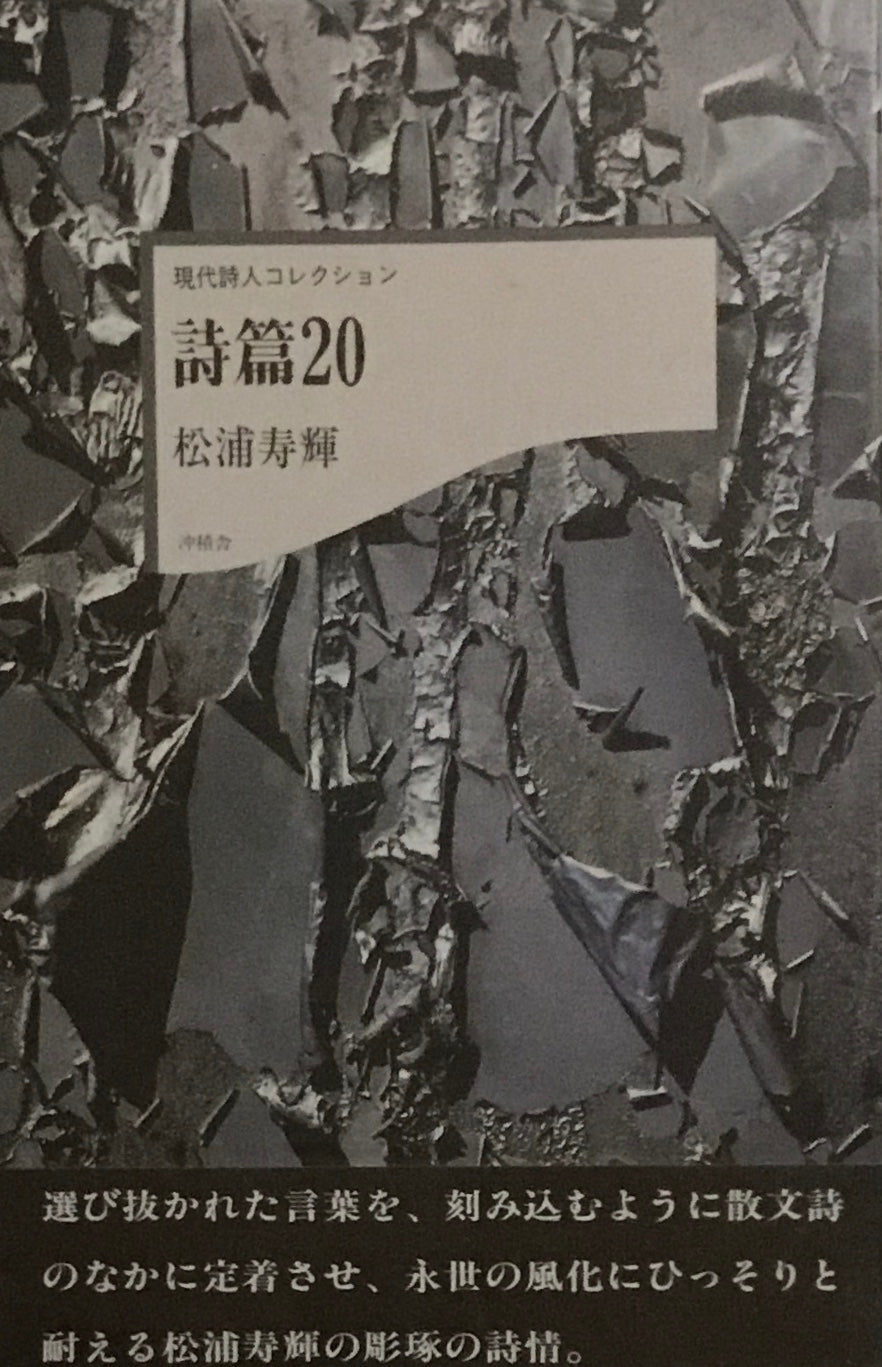 現代詩人コレクション
詩篇20
松浦寿輝
沖積舎
選び抜かれた言葉を、刻み込むように散文詩
のなかに定着させ、永世の風化にひっそりと
耐える松浦寿輝の彫琢の詩情。